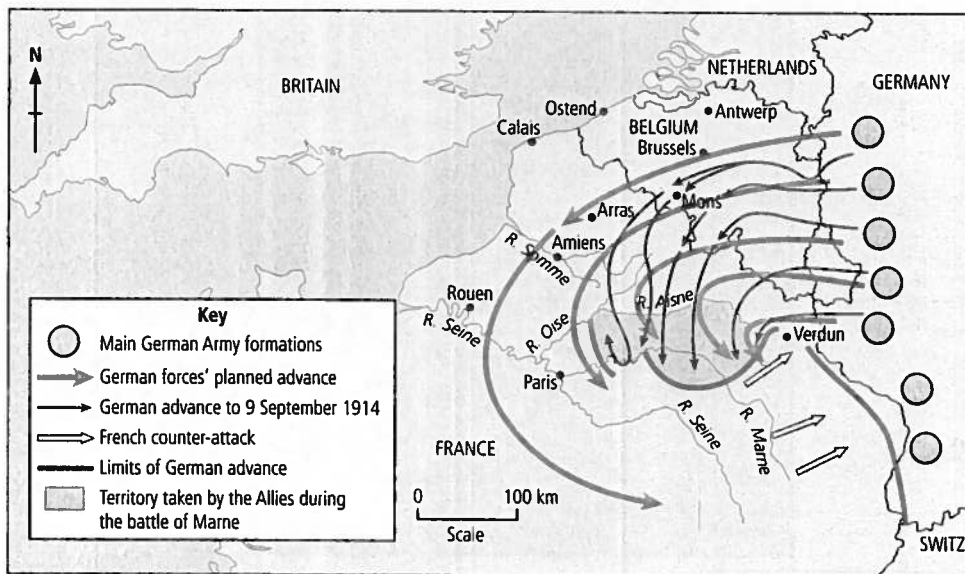 N
BRITAIN
NETHERLANDS
GERMANY
Ostend
Antwerp
Calais
BELGIUM
Brussels
Mons
Arras
Amiens
R. Somme
Rouen
R. Seine
R. Oise
R. Aisne
Verdun
Paris
R. Seine
R. Marne
FRANCE
0
100 km
Scale
SWITZ
Key
Main German Army formations
German forces' planned advance
German advance to 9 September 1914
French counter-attack
Limits of German advance
Territory taken by the Allies during
the battle of Marne